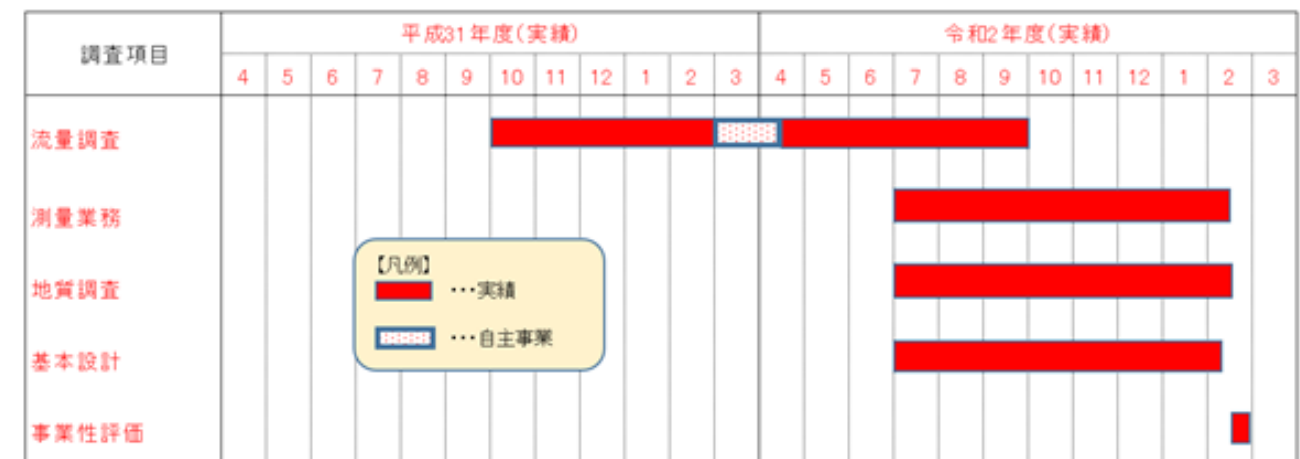 調査項目
平成31年度(実績)
令和2年度(実績)
4 5 6 7 8 9 10 11 12 1 2 3 4 5 6 7 8 9 10 11 12 1 2 3
流量調査
測量業務
地質調査
基本設計
事業性評価
【凡例】
･･･実績
･･･自主事業